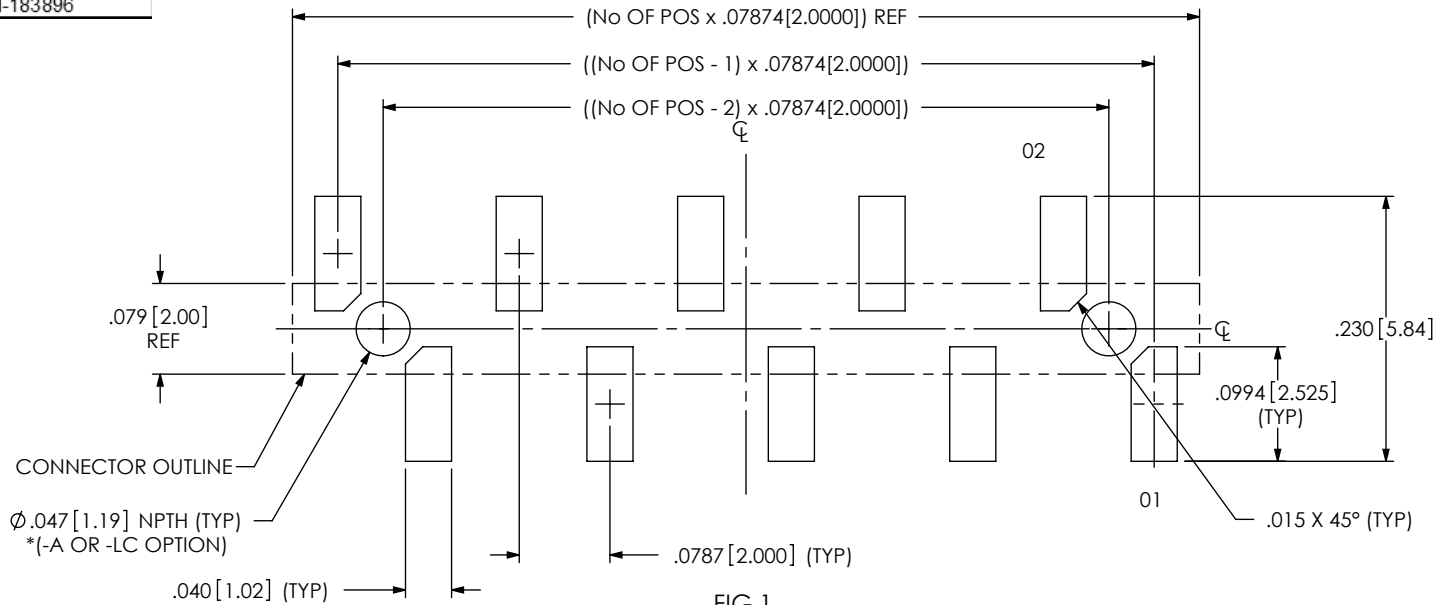 (No OF POS x .07874[2.0000]) REF
((No OF POS - 1) x .07874[2.0000])
((No OF POS - 2) x .07874[2.0000])
℄
02
.079 [2.00]
REF
℄
.230 [5.84]
.0994 [2.525]
(TYP)
CONNECTOR OUTLINE
01
Ø.047 [1.19] NPTH (TYP)
*(-A OR -LC OPTION)
.015 X 45° (TYP)
.0787 [2.000] (TYP)
.040 [1.02] (TYP)